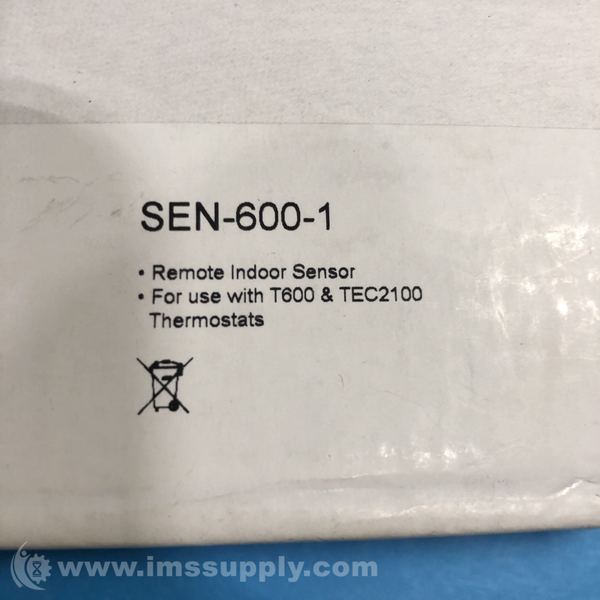 SEN-600-1
• Remote Indoor Sensor
• For use with T600 & TEC2100
Thermostats
www.imssupply.com